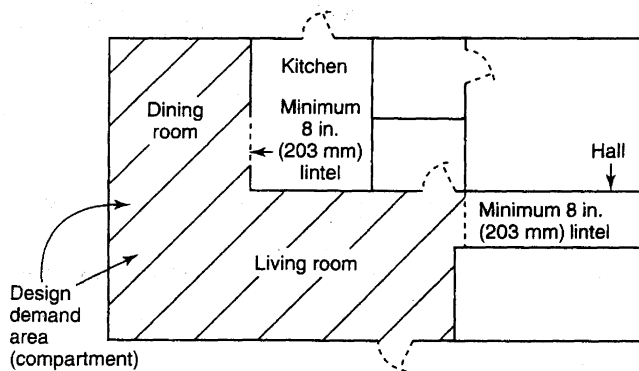 Kitchen
Dining
room
Minimum
8 in.
(203 mm)
lintel
Hall
Minimum 8 in.
(203 mm) lintel
Living room
Design
demand
area
(compartment)